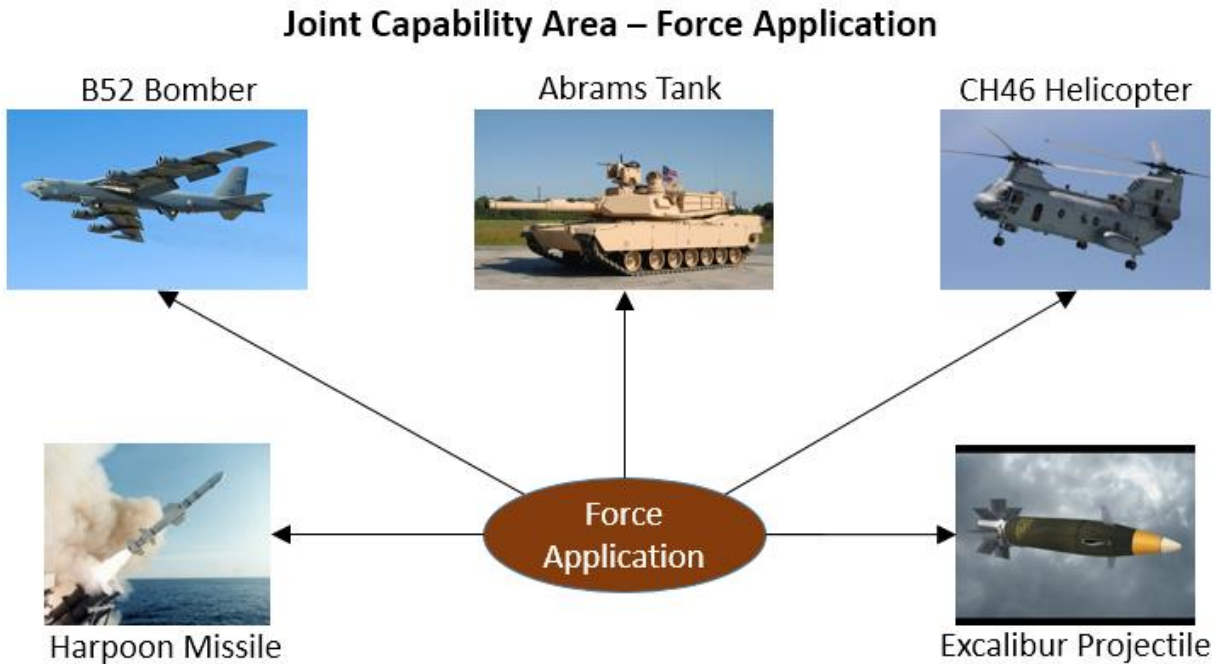 Joint Capability Area – Force Application
B52 Bomber
Abrams Tank
CH46 Helicopter
Force
Application
Harpoon Missile
Excalibur Projectile